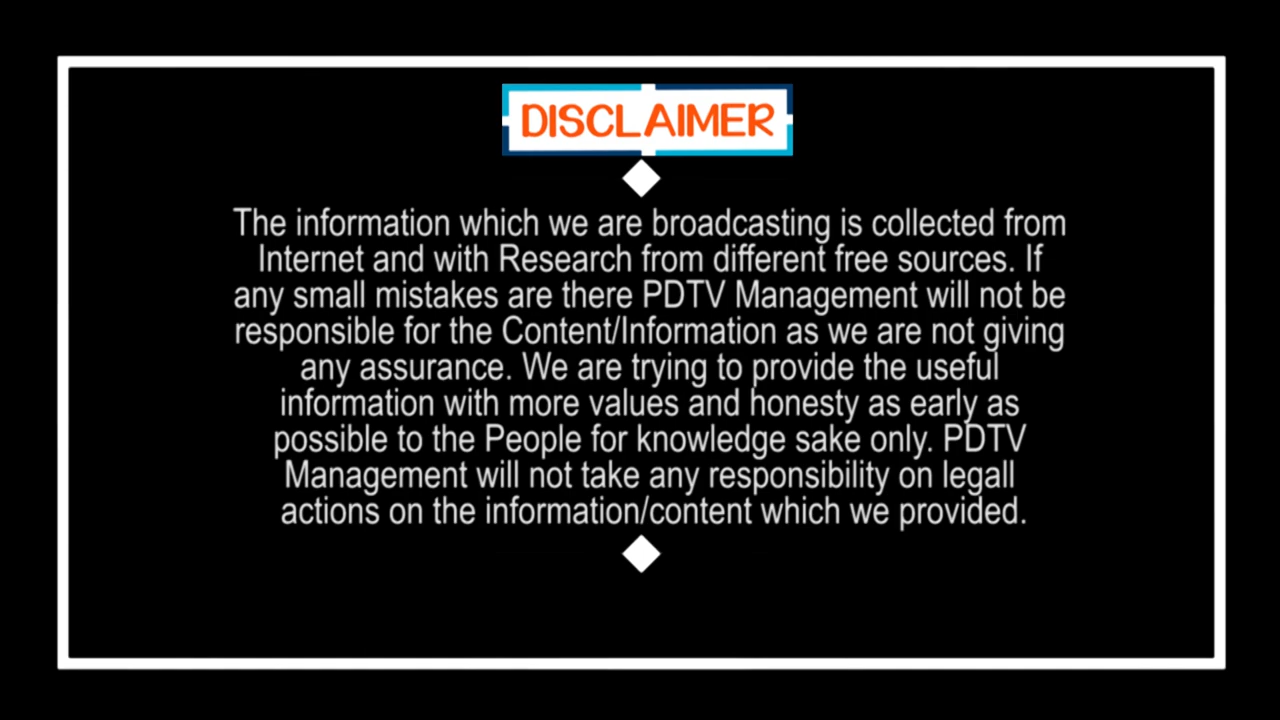 DISCLAIMER
The information which we are broadcasting is collected from
Internet and with Research from different free sources. If
any small mistakes are there PDTV Management will not be
responsible for the Content/Information as we are not giving
any assurance. We are trying to provide the useful
information with more values and honesty as early as
possible to the People for knowledge sake only. PDTV
Management will not take any responsibility on legall
actions on the information/content which we provided.